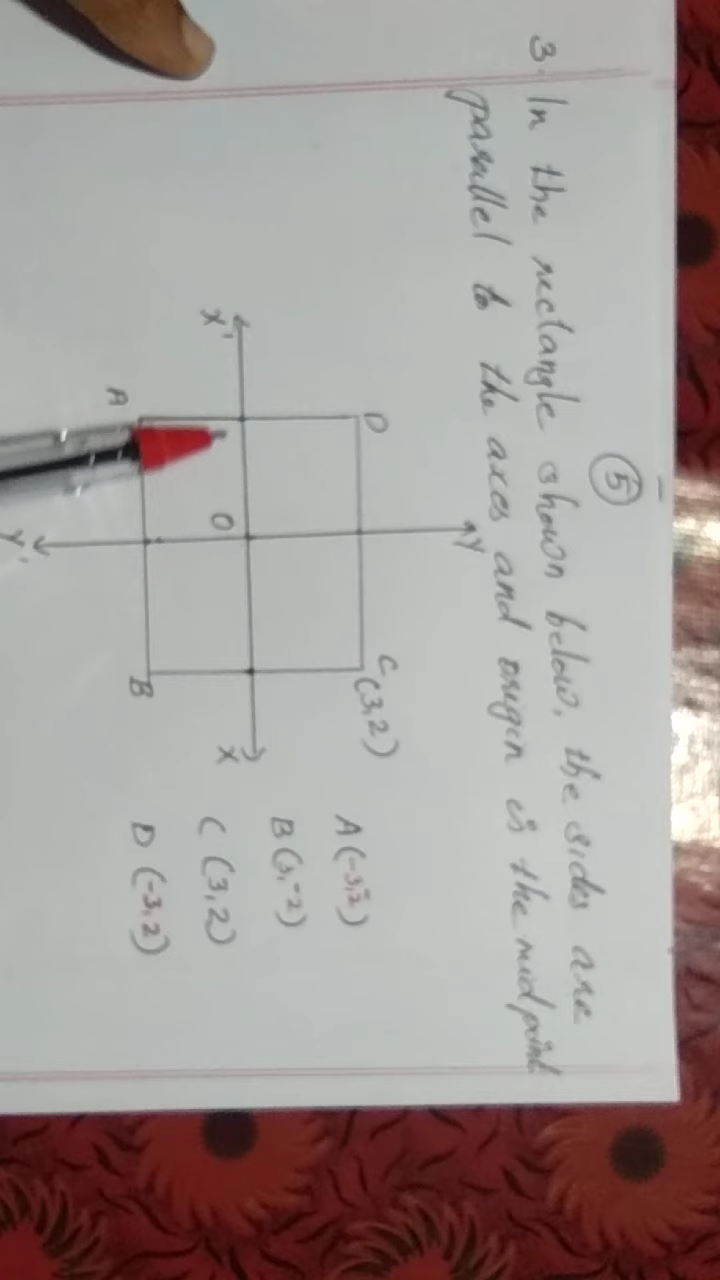 5
3. In the rectangle shown below, the sides are
parallel to the axes and origin is the midpoint
Y
D
C (3,2)
X'
O
X
A
B
Y'
A (-3,-2)
B (3,-2)
C (3,2)
D (-3,2)